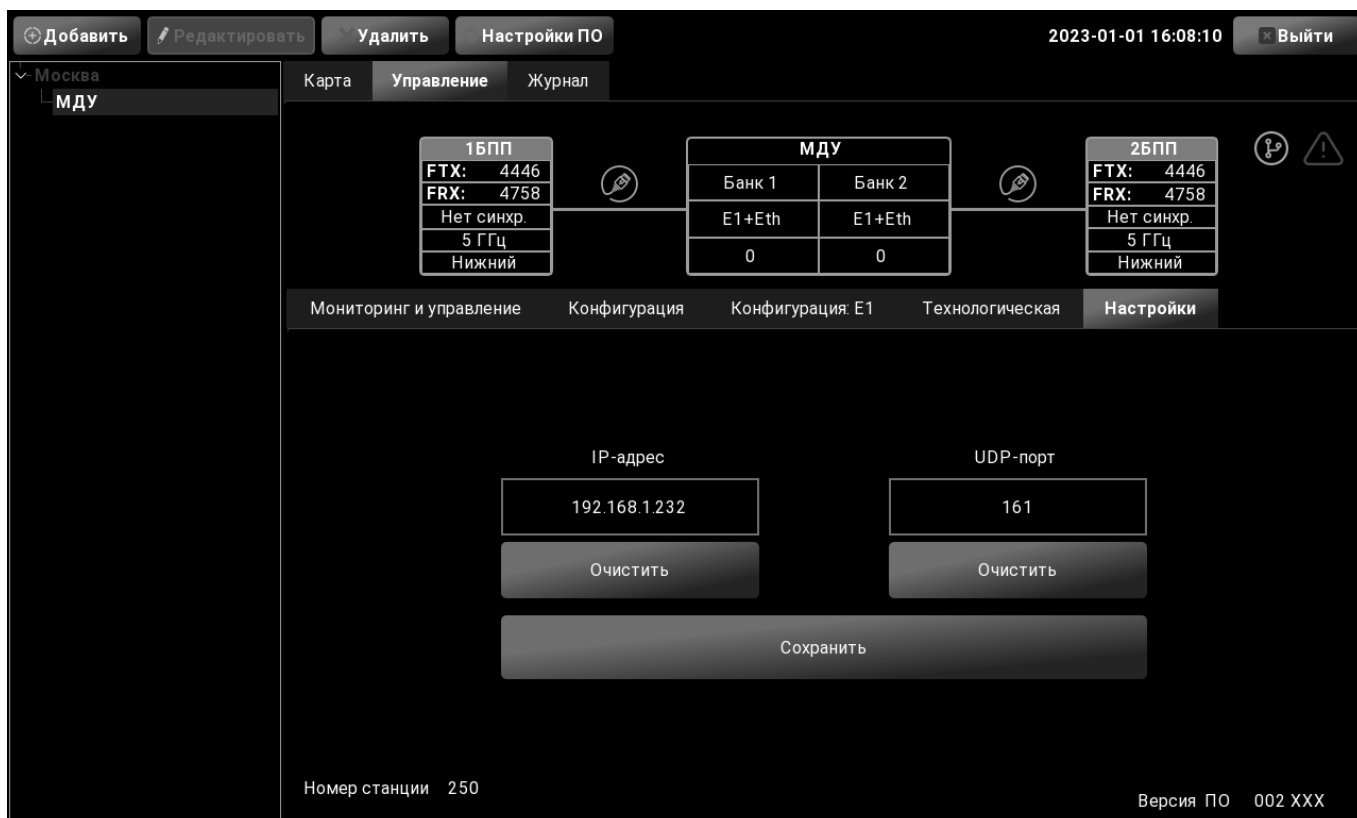 Добавить Редактировать Удалить Настройки ПО 2023-01-01 16:08:10 Выйти
Москва
МДУ
Карта Управление Журнал
1БПП
FTX: 4446
FRX: 4758
Нет синхр.
5 ГГц
Нижний
МДУ
Банк 1 Банк 2
E1+Eth E1+Eth
0 0
2БПП
FTX: 4446
FRX: 4758
Нет синхр.
5 ГГц
Нижний
Мониторинг и управление Конфигурация Конфигурация: E1 Технологическая Настройки
IP-адрес UDP-порт
192.168.1.232 161
Очистить Очистить
Сохранить
Номер станции 250
Версия ПО 002 XXX